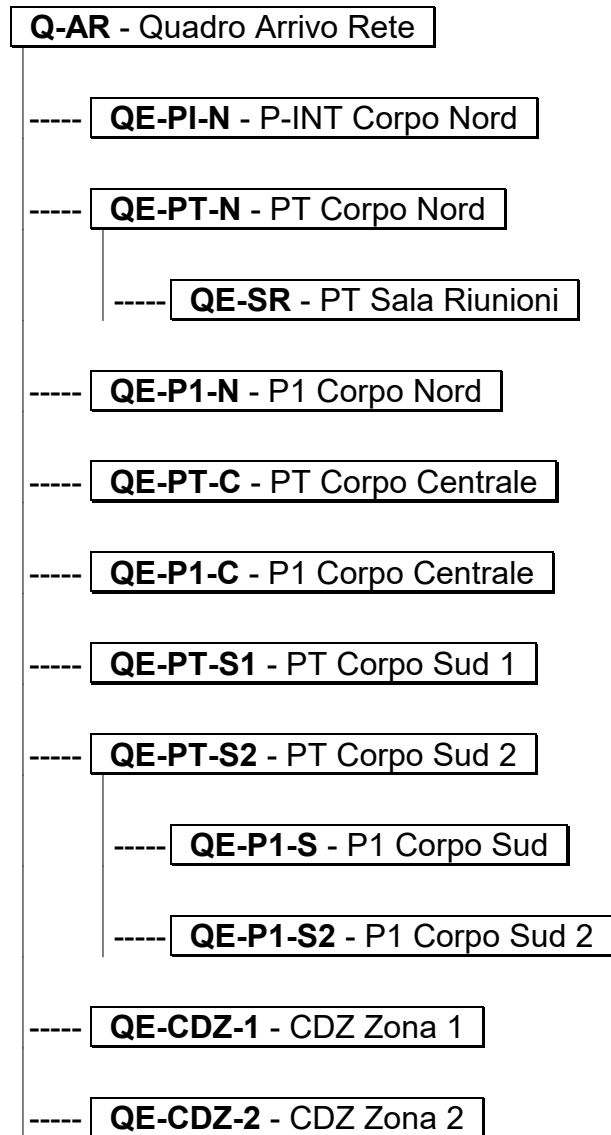 Q-AR - Quadro Arrivo Rete
----- QE-PI-N - P-INT Corpo Nord
----- QE-PT-N - PT Corpo Nord
----- QE-SR - PT Sala Riunioni
----- QE-P1-N - P1 Corpo Nord
----- QE-PT-C - PT Corpo Centrale
----- QE-P1-C - P1 Corpo Centrale
----- QE-PT-S1 - PT Corpo Sud 1
----- QE-PT-S2 - PT Corpo Sud 2
----- QE-P1-S - P1 Corpo Sud
----- QE-P1-S2 - P1 Corpo Sud 2
----- QE-CDZ-1 - CDZ Zona 1
----- QE-CDZ-2 - CDZ Zona 2